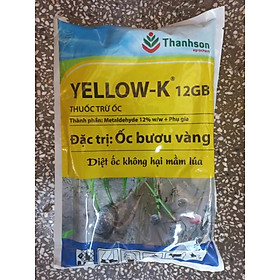 Thanhson
YELLOW-K® 12GB
THUỐC TRỪ ỐC
Thành phần: Metaldehyde 12% w/w + Phụ gia
Đặc trị: Ốc bươu vàng
Diệt ốc không hại mầm lúa